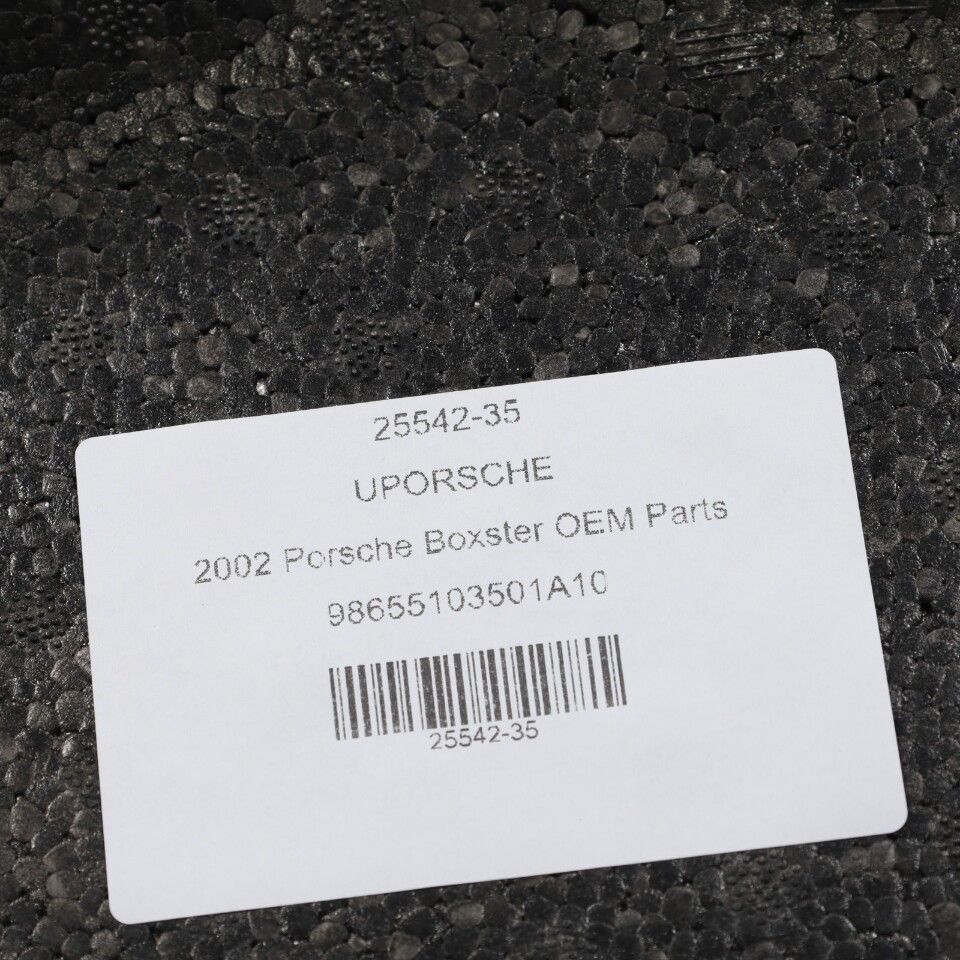 25542-35
UPORSCHE
2002 Porsche Boxster OEM Parts
98655103501A10
25542-35